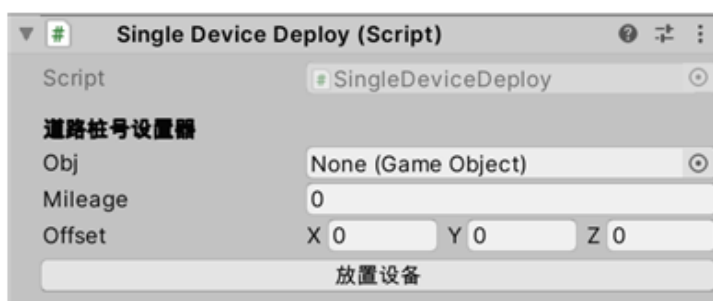 # Single Device Deploy (Script)
Script # SingleDeviceDeploy
道路桩号设置器
Obj None (Game Object)
Mileage 0
Offset X 0 Y 0 Z 0
放置设备